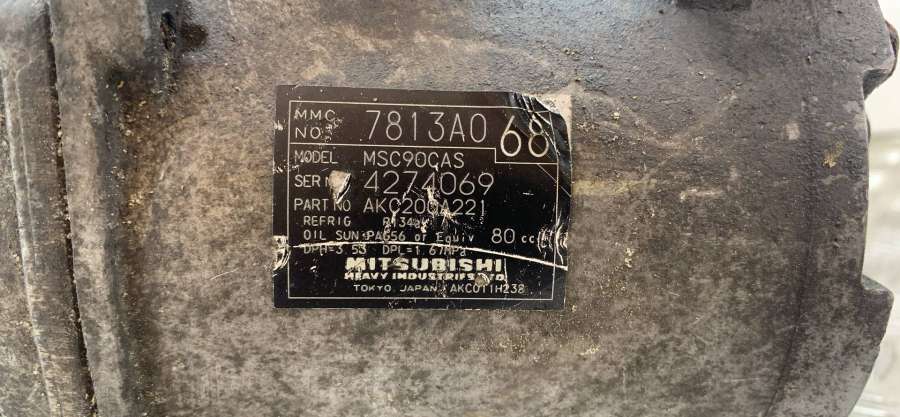 MMC
NO. 7813A068
MODEL MSC90CAS
SER NO 4274069
PART NO AKC200A221
REFRIG R134a
OIL SUN-PAG56 or Equiv 80 cc
DPH=3.53 DPL=1.67MPa
MITSUBISHI
HEAVY INDUSTRIES, LTD.
TOKYO, JAPAN AKC011H238